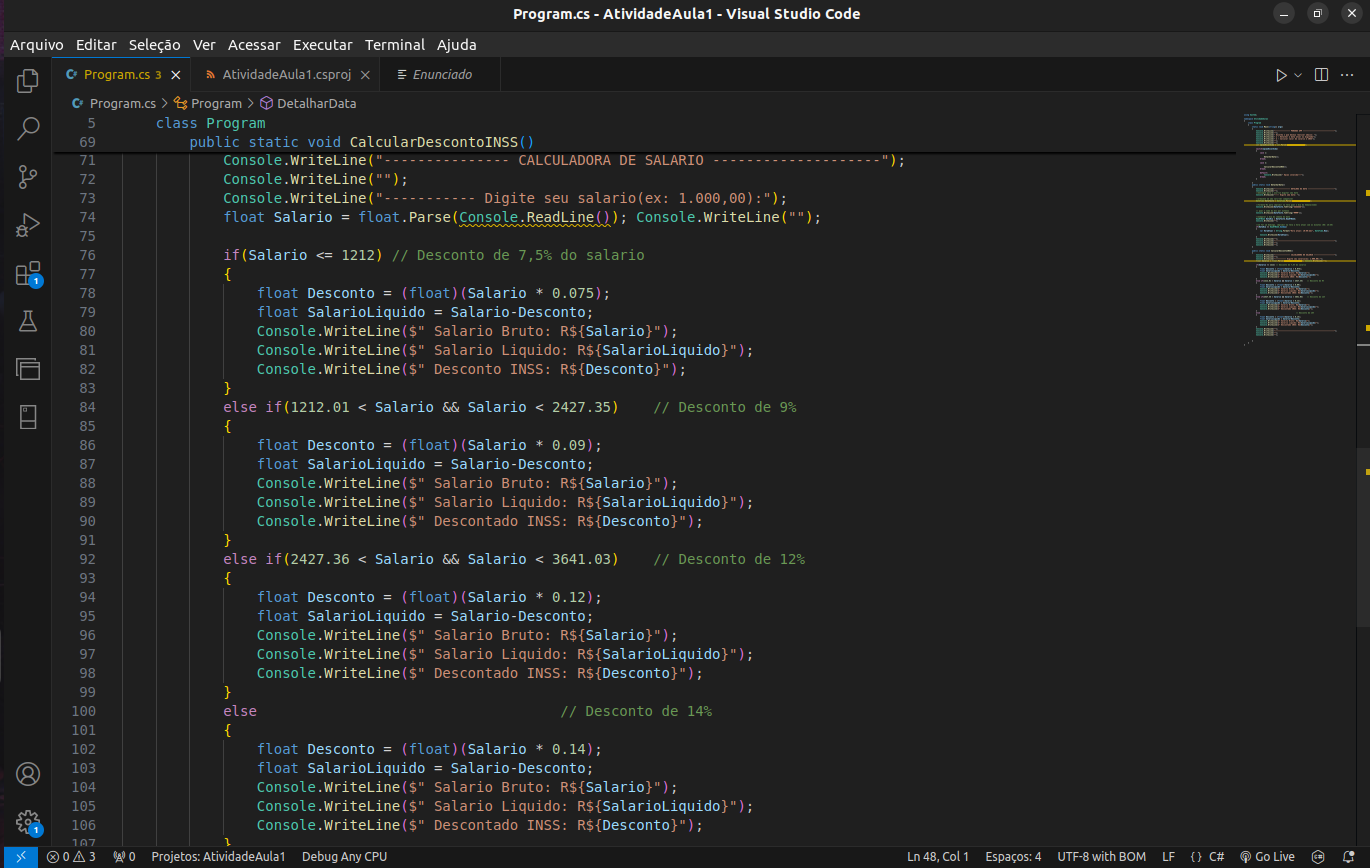 Program.cs - AtividadeAula1 - Visual Studio Code
Arquivo Editar Seleção Ver Acessar Executar Terminal Ajuda
Program.cs 3 AtividadeAula1.csproj Enunciado
Program.cs > Program > DetalharData
5 class Program
69 public static void CalcularDescontoINSS()
71 Console.WriteLine("--------------- CALCULADORA DE SALARIO --------------------");
72 Console.WriteLine("");
73 Console.WriteLine("----------- Digite seu salario(ex: 1.000,00):");
74 float Salario = float.Parse(Console.ReadLine()); Console.WriteLine("");
75
76 if(Salario <= 1212) // Desconto de 7,5% do salario
77 {
78 float Desconto = (float)(Salario * 0.075);
79 float SalarioLiquido = Salario-Desconto;
80 Console.WriteLine($" Salario Bruto: R${Salario}");
81 Console.WriteLine($" Salario Liquido: R${SalarioLiquido}");
82 Console.WriteLine($" Desconto INSS: R${Desconto}");
83 }
84 else if(1212.01 < Salario && Salario < 2427.35) // Desconto de 9%
85 {
86 float Desconto = (float)(Salario * 0.09);
87 float SalarioLiquido = Salario-Desconto;
88 Console.WriteLine($" Salario Bruto: R${Salario}");
89 Console.WriteLine($" Salario Liquido: R${SalarioLiquido}");
90 Console.WriteLine($" Descontado INSS: R${Desconto}");
91 }
92 else if(2427.36 < Salario && Salario < 3641.03) // Desconto de 12%
93 {
94 float Desconto = (float)(Salario * 0.12);
95 float SalarioLiquido = Salario-Desconto;
96 Console.WriteLine($" Salario Bruto: R${Salario}");
97 Console.WriteLine($" Salario Liquido: R${SalarioLiquido}");
98 Console.WriteLine($" Descontado INSS: R${Desconto}");
99 }
100 else // Desconto de 14%
101 {
102 float Desconto = (float)(Salario * 0.14);
103 float SalarioLiquido = Salario-Desconto;
104 Console.WriteLine($" Salario Bruto: R${Salario}");
105 Console.WriteLine($" Salario Liquido: R${SalarioLiquido}");
106 Console.WriteLine($" Descontado INSS: R${Desconto}");
107 }
1
1
0 3 0 Projetos: AtividadeAula1 Debug Any CPU Ln 48, Col 1 Espaços: 4 UTF-8 with BOM LF {} C# Go Live